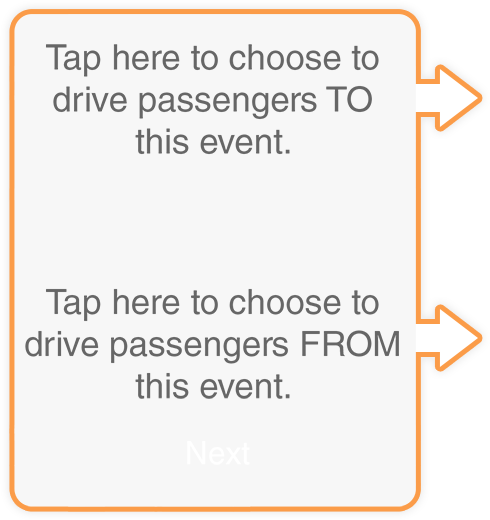 Tap here to choose to
drive passengers TO
this event.
Tap here to choose to
drive passengers FROM
this event.
Next